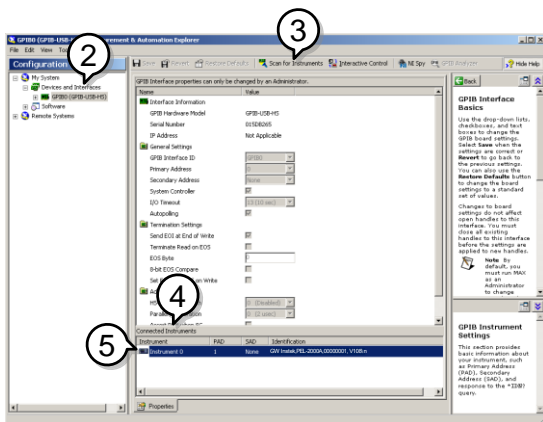 GPIB0 (GPIB-USB-HS) - Measurement & Automation Explorer
File Edit View Tools
Configuration
My System
Devices and Interfaces
GPIB0 (GPIB-USB-HS)
Software
Remote Systems
2
3
Save Revert Restore Defaults Scan for Instruments Interactive Control NI Spy GPIB Analyzer Hide Help
GPIB Interface properties can only be changed by an Administrator.
Name Value
Interface Information
GPIB Hardware Model GPIB-USB-HS
Serial Number 015DB265
IP Address Not Applicable
General Settings
GPIB Interface ID GPIB0
Primary Address 0
Secondary Address None
System Controller
I/O Timeout 13 (10 sec)
Autopolling
Termination Settings
Send EOI at End of Write
Terminate Read on EOS
EOS Byte 0
8-bit EOS Compare
on Write
0 (Disabled)
0 (2 usec)
4
Connected Instruments
Instrument PAD SAD Identification
5
Instrument 0 1 None GW Instek,PEL-2000A,00000001, V1.08\n
Properties
Back
GPIB Interface
Basics
Use the drop-down lists,
checkboxes, and text
boxes to change the
GPIB board settings.
Select Save when the
settings are correct or
Revert to go back to
the previous settings.
You can also use the
Restore Defaults button
to change the board
settings to a standard
set of values.
Changes to board
settings do not affect
open handles to this
interface. You must
close all existing
handles to this interface
before the settings are
applied to new handles.
Note By
default, you
must run MAX
as an
Administrator
to change
GPIB Instrument
Settings
This section provides
basic information about
your instrument, such
as Primary Address
(PAD), Secondary
Address (SAD), and
response to the *IDN?
query.